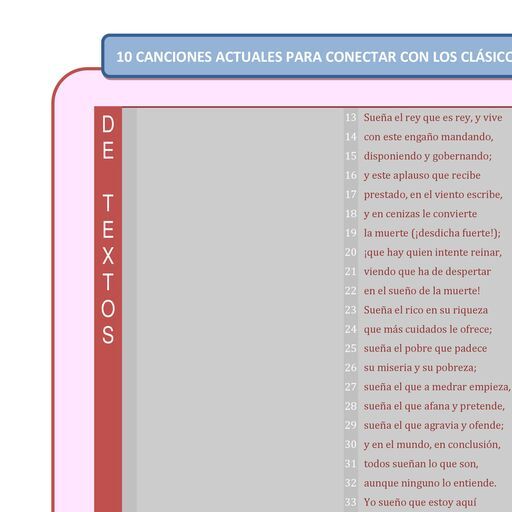 10 CANCIONES ACTUALES PARA CONECTAR CON LOS CLÁSICO
DE TEXTOS
13 Sueña el rey que es rey, y vive
14 con este engaño mandando,
15 disponiendo y gobernando;
16 y este aplauso que recibe
17 prestado, en el viento escribe,
18 y en cenizas le convierte
19 la muerte (¡desdicha fuerte!);
20 ¡que hay quien intente reinar,
21 viendo que ha de despertar
22 en el sueño de la muerte!
23 Sueña el rico en su riqueza
24 que más cuidados le ofrece;
25 sueña el pobre que padece
26 su miseria y su pobreza;
27 sueña el que a medrar empieza,
28 sueña el que afana y pretende,
29 sueña el que agravia y ofende;
30 y en el mundo, en conclusión,
31 todos sueñan lo que son,
32 aunque ninguno lo entiende.
33 Yo sueño que estoy aquí